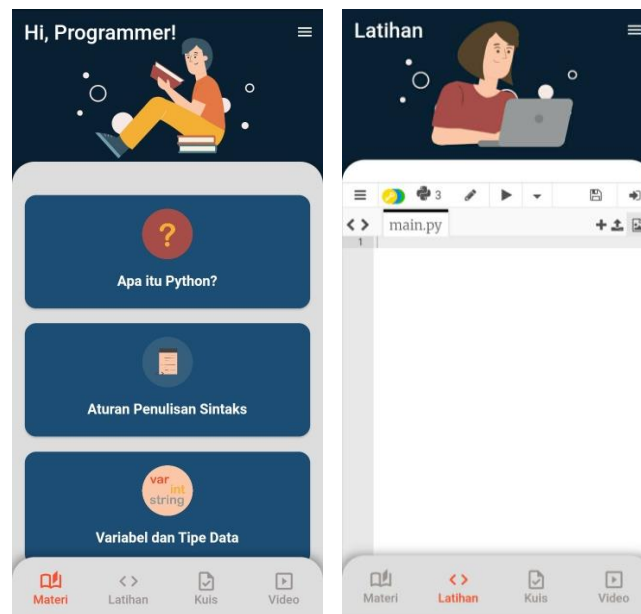 Hi, Programmer!
Apa itu Python?
Aturan Penulisan Sintaks
var
int
string
Variabel dan Tipe Data
Materi
Latihan
Kuis
Video
Latihan
3
main.py
1
Materi
Latihan
Kuis
Video